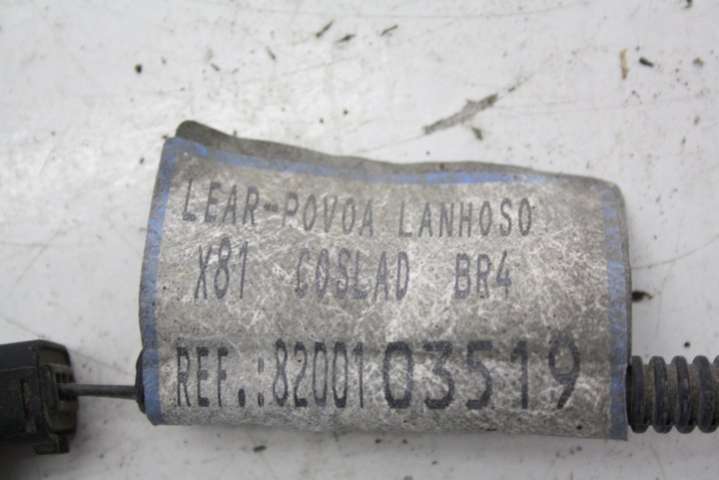 LEAR-POVOA LANHOSO
X81 COSLAD BR4
REF.:8200103519